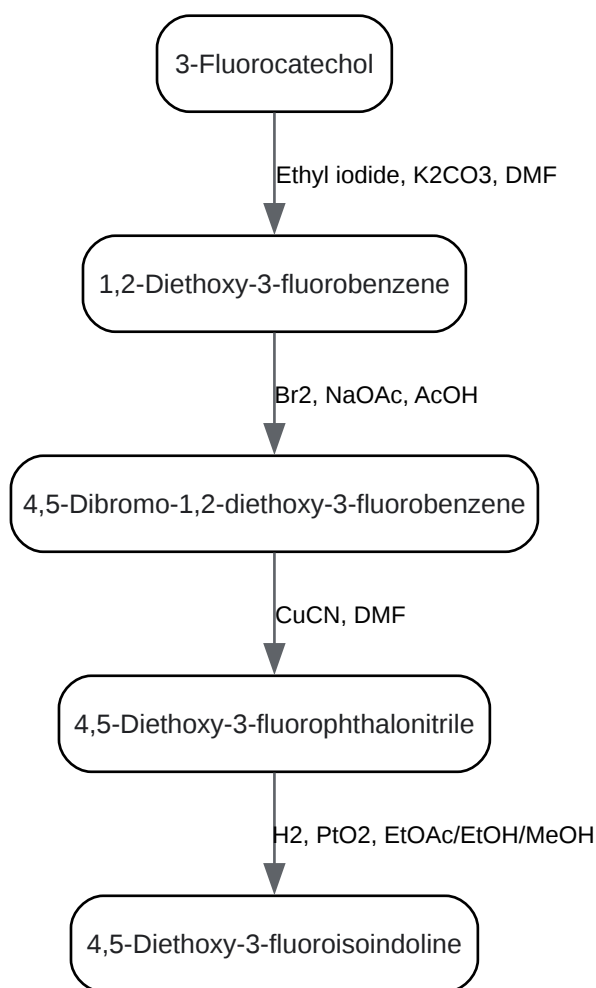 3-Fluorocatechol
Ethyl iodide, K2CO3, DMF
1,2-Diethoxy-3-fluorobenzene
Br2, NaOAc, AcOH
4,5-Dibromo-1,2-diethoxy-3-fluorobenzene
CuCN, DMF
4,5-Diethoxy-3-fluorophthalonitrile
H2, PtO2, EtOAc/EtOH/MeOH
4,5-Diethoxy-3-fluoroisoindoline